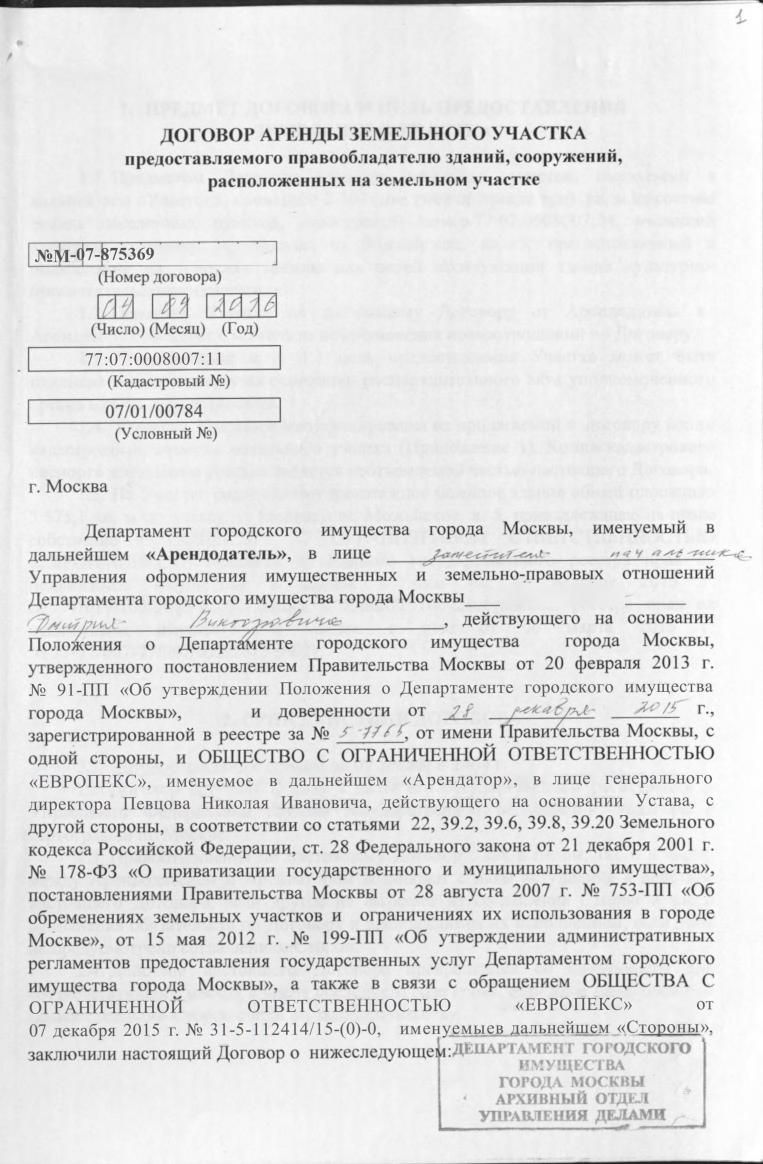 1
ДОГОВОР АРЕНДЫ ЗЕМЕЛЬНОГО УЧАСТКА
предоставляемого правообладателю зданий, сооружений,
расположенных на земельном участке
№М-07-875369
(Номер договора)
2016
(Число) (Месяц) (Год)
77:07:0008007:11
(Кадастровый №)
07/01/00784
(Условный №)
г. Москва
Департамент городского имущества города Москвы, именуемый в
дальнейшем «Арендодатель», в лице заместителя начальника
Управления оформления имущественных и земельно-правовых отношений
Департамента городского имущества города Москвы
Дмитрия Викторовича, действующего на основании
Положения о Департаменте городского имущества города Москвы,
утвержденного постановлением Правительства Москвы от 20 февраля 2013 г.
№ 91-ПП «Об утверждении Положения о Департаменте городского имущества
города Москвы», и доверенности от 28 декабря 2015 г.,
зарегистрированной в реестре за № 5-7765, от имени Правительства Москвы, с
одной стороны, и ОБЩЕСТВО С ОГРАНИЧЕННОЙ ОТВЕТСТВЕННОСТЬЮ
«ЕВРОПЕКС», именуемое в дальнейшем «Арендатор», в лице генерального
директора Певцова Николая Ивановича, действующего на основании Устава, с
другой стороны, в соответствии со статьями 22, 39.2, 39.6, 39.8, 39.20 Земельного
кодекса Российской Федерации, ст. 28 Федерального закона от 21 декабря 2001 г.
№ 178-ФЗ «О приватизации государственного и муниципального имущества»,
постановлениями Правительства Москвы от 28 августа 2007 г. № 753-ПП «Об
обременениях земельных участков и ограничениях их использования в городе
Москве», от 15 мая 2012 г. № 199-ПП «Об утверждении административных
регламентов предоставления государственных услуг Департаментом городского
имущества города Москвы», а также в связи с обращением ОБЩЕСТВА С
ОГРАНИЧЕННОЙ ОТВЕТСТВЕННОСТЬЮ «ЕВРОПЕКС» от
07 декабря 2015 г. № 31-5-112414/15-(0)-0, именуемыев дальнейшем «Стороны»,
заключили настоящий Договор о нижеследующем:
ДЕПАРТАМЕНТ ГОРОДСКОГО
ИМУЩЕСТВА
ГОРОДА МОСКВЫ
АРХИВНЫЙ ОТДЕЛ
УПРАВЛЕНИЯ ДЕЛАМИ